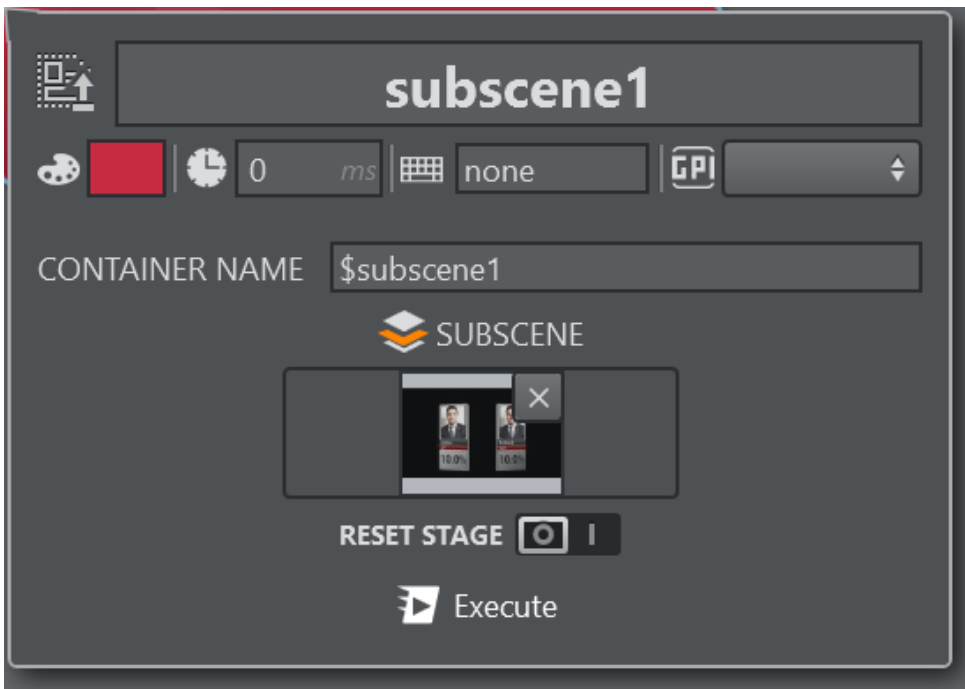 subscene1
0 ms none GPI
CONTAINER NAME $subscene1
SUBSCENE
10.0% 10.0%
RESET STAGE O I
Execute